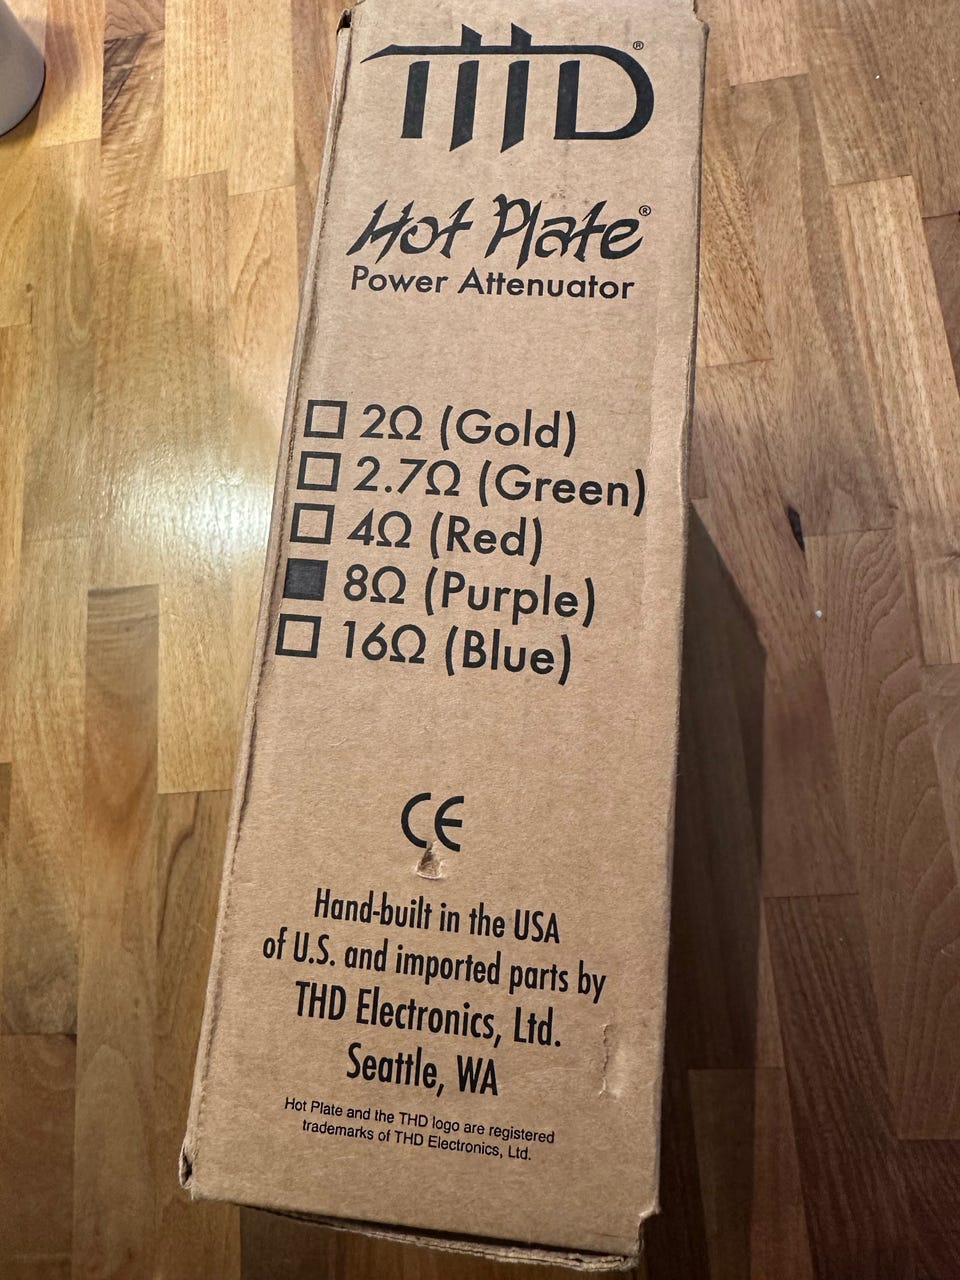 THD®
Hot Plate®
Power Attenuator
☐ 2Ω (Gold)
☐ 2.7Ω (Green)
☐ 4Ω (Red)
■ 8Ω (Purple)
☐ 16Ω (Blue)
CE
Hand-built in the USA
of U.S. and imported parts by
THD Electronics, Ltd.
Seattle, WA
Hot Plate and the THD logo are registered
trademarks of THD Electronics, Ltd.